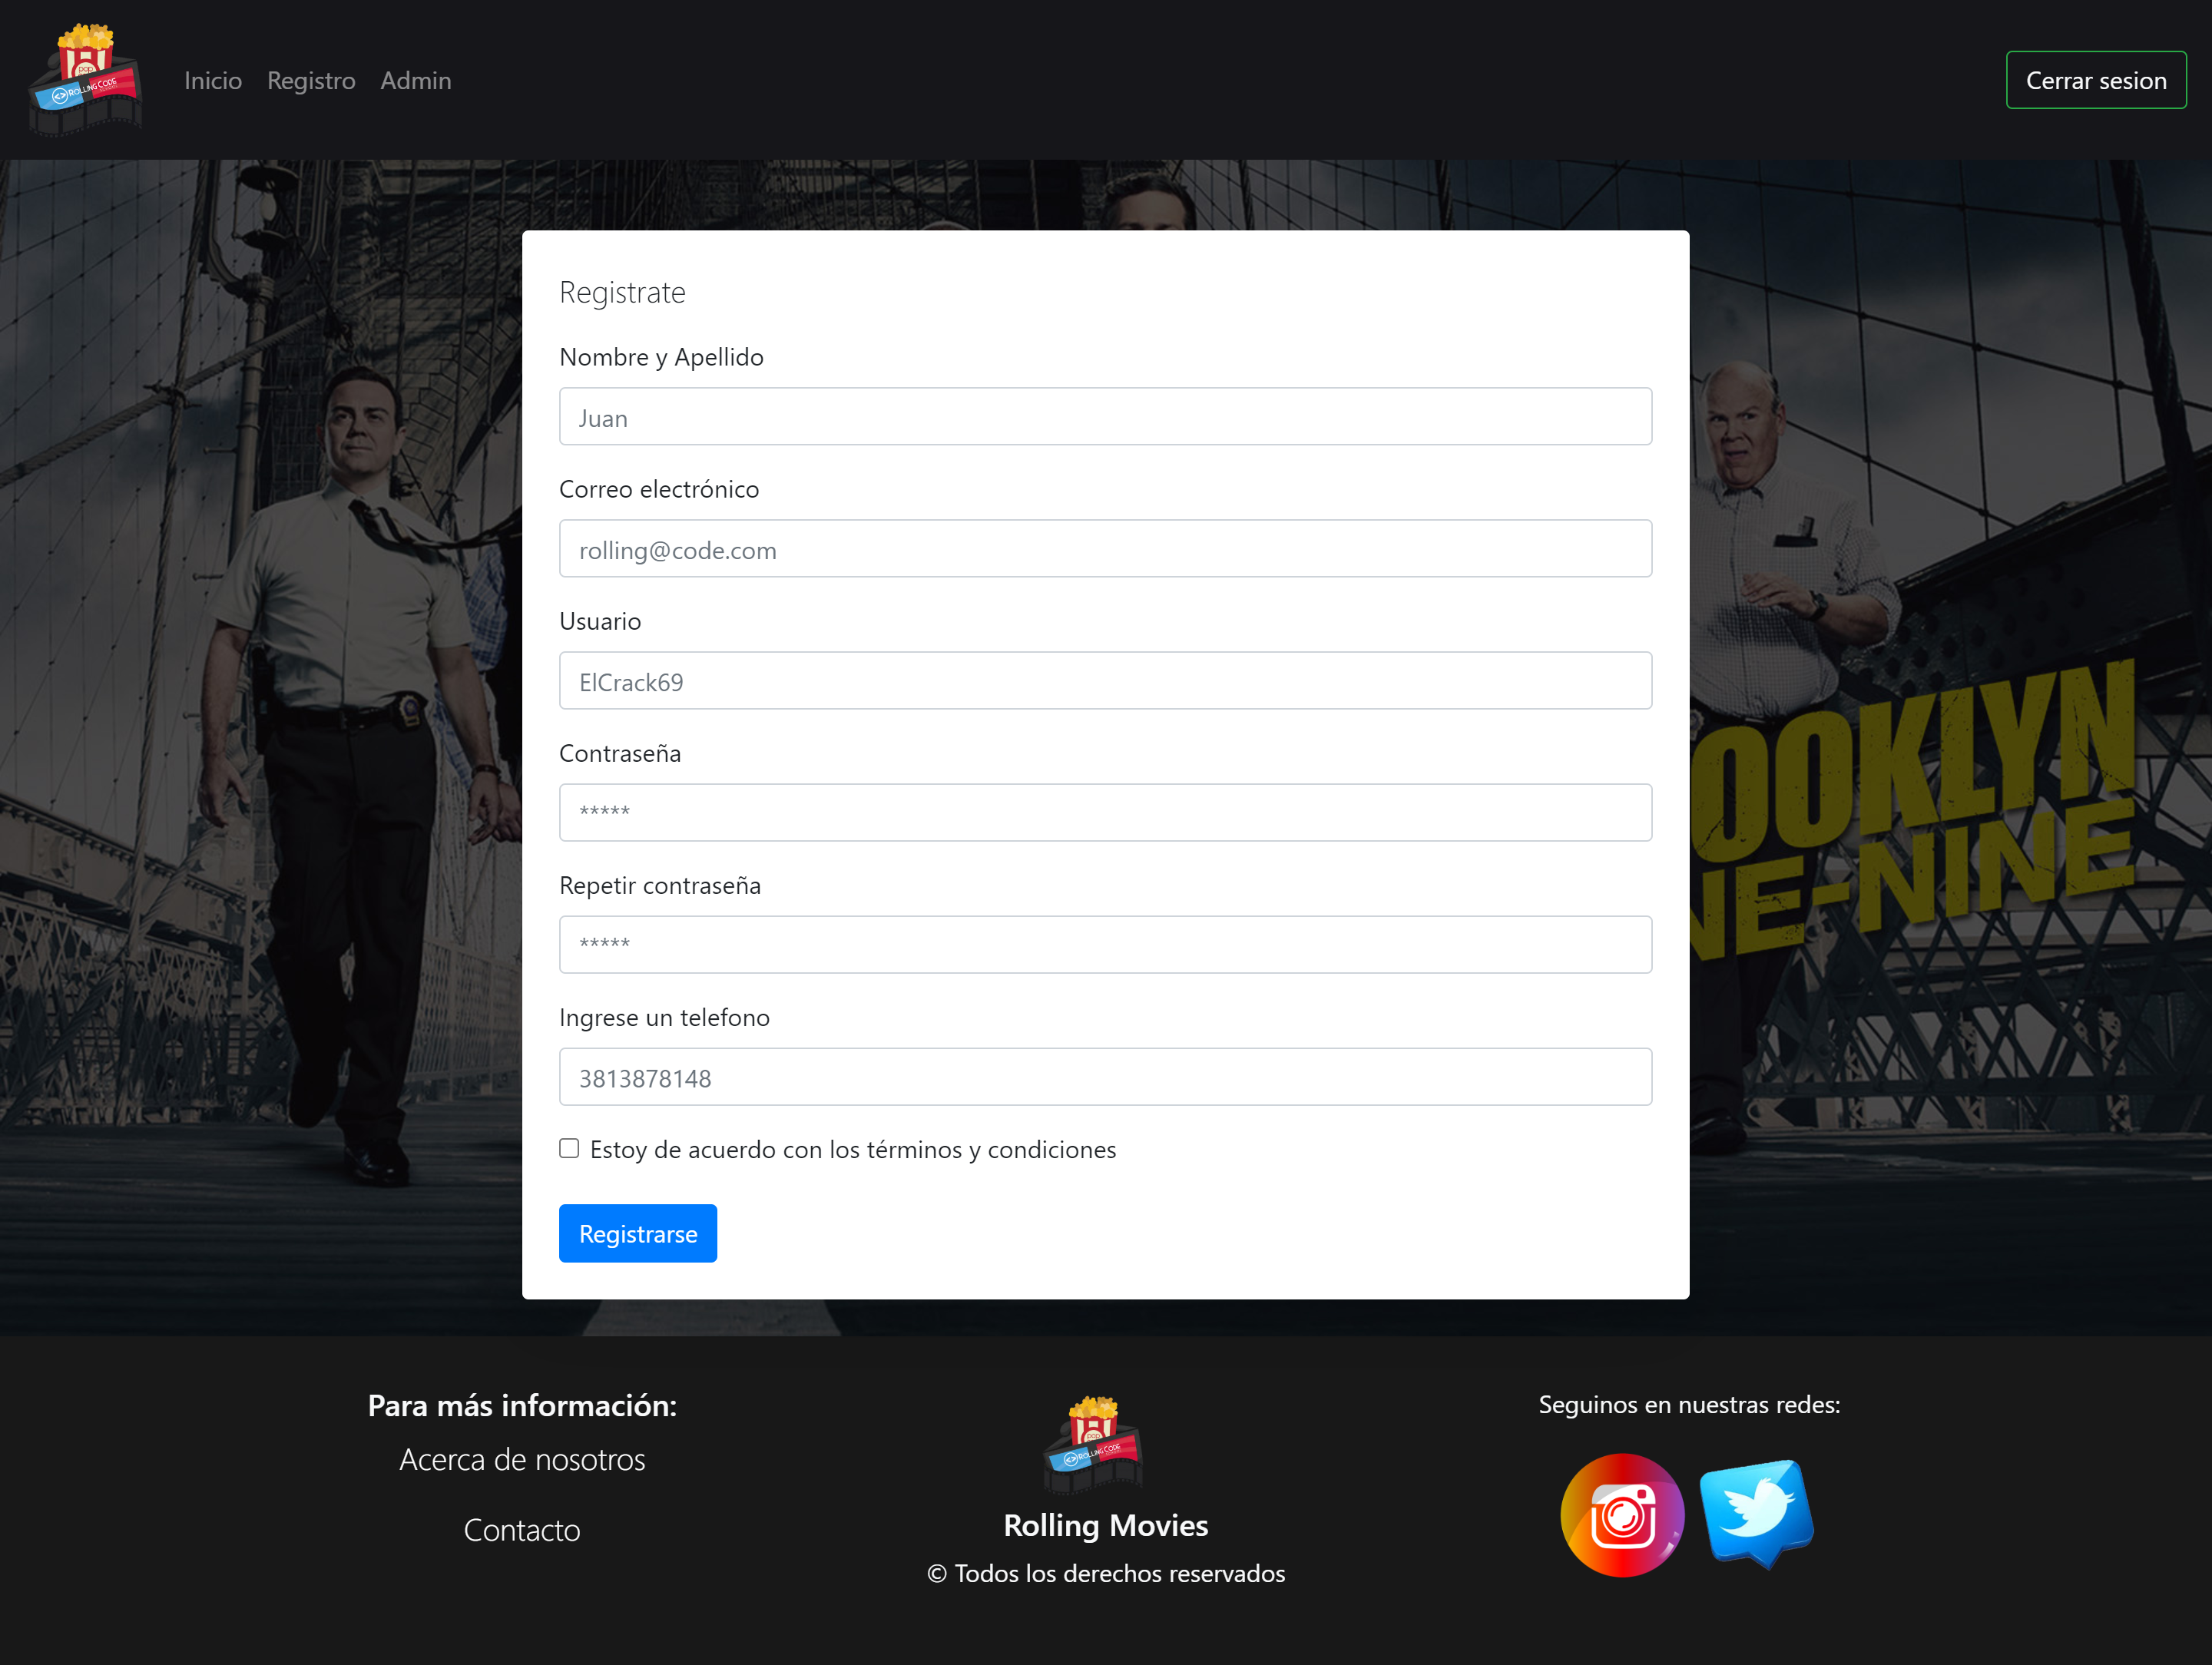 pop
ROLLING CODE
Inicio Registro Admin
Cerrar sesion
Registrate
Nombre y Apellido
Juan
Correo electrónico
rolling@code.com
Usuario
ElCrack69
Contraseña
*****
Repetir contraseña
*****
Ingrese un telefono
3813878148
Estoy de acuerdo con los términos y condiciones
Registrarse
OOKLYN
NE-NINE
Para más información:
Acerca de nosotros
Contacto
pop
ROLLING CODE
Rolling Movies
© Todos los derechos reservados
Seguinos en nuestras redes: